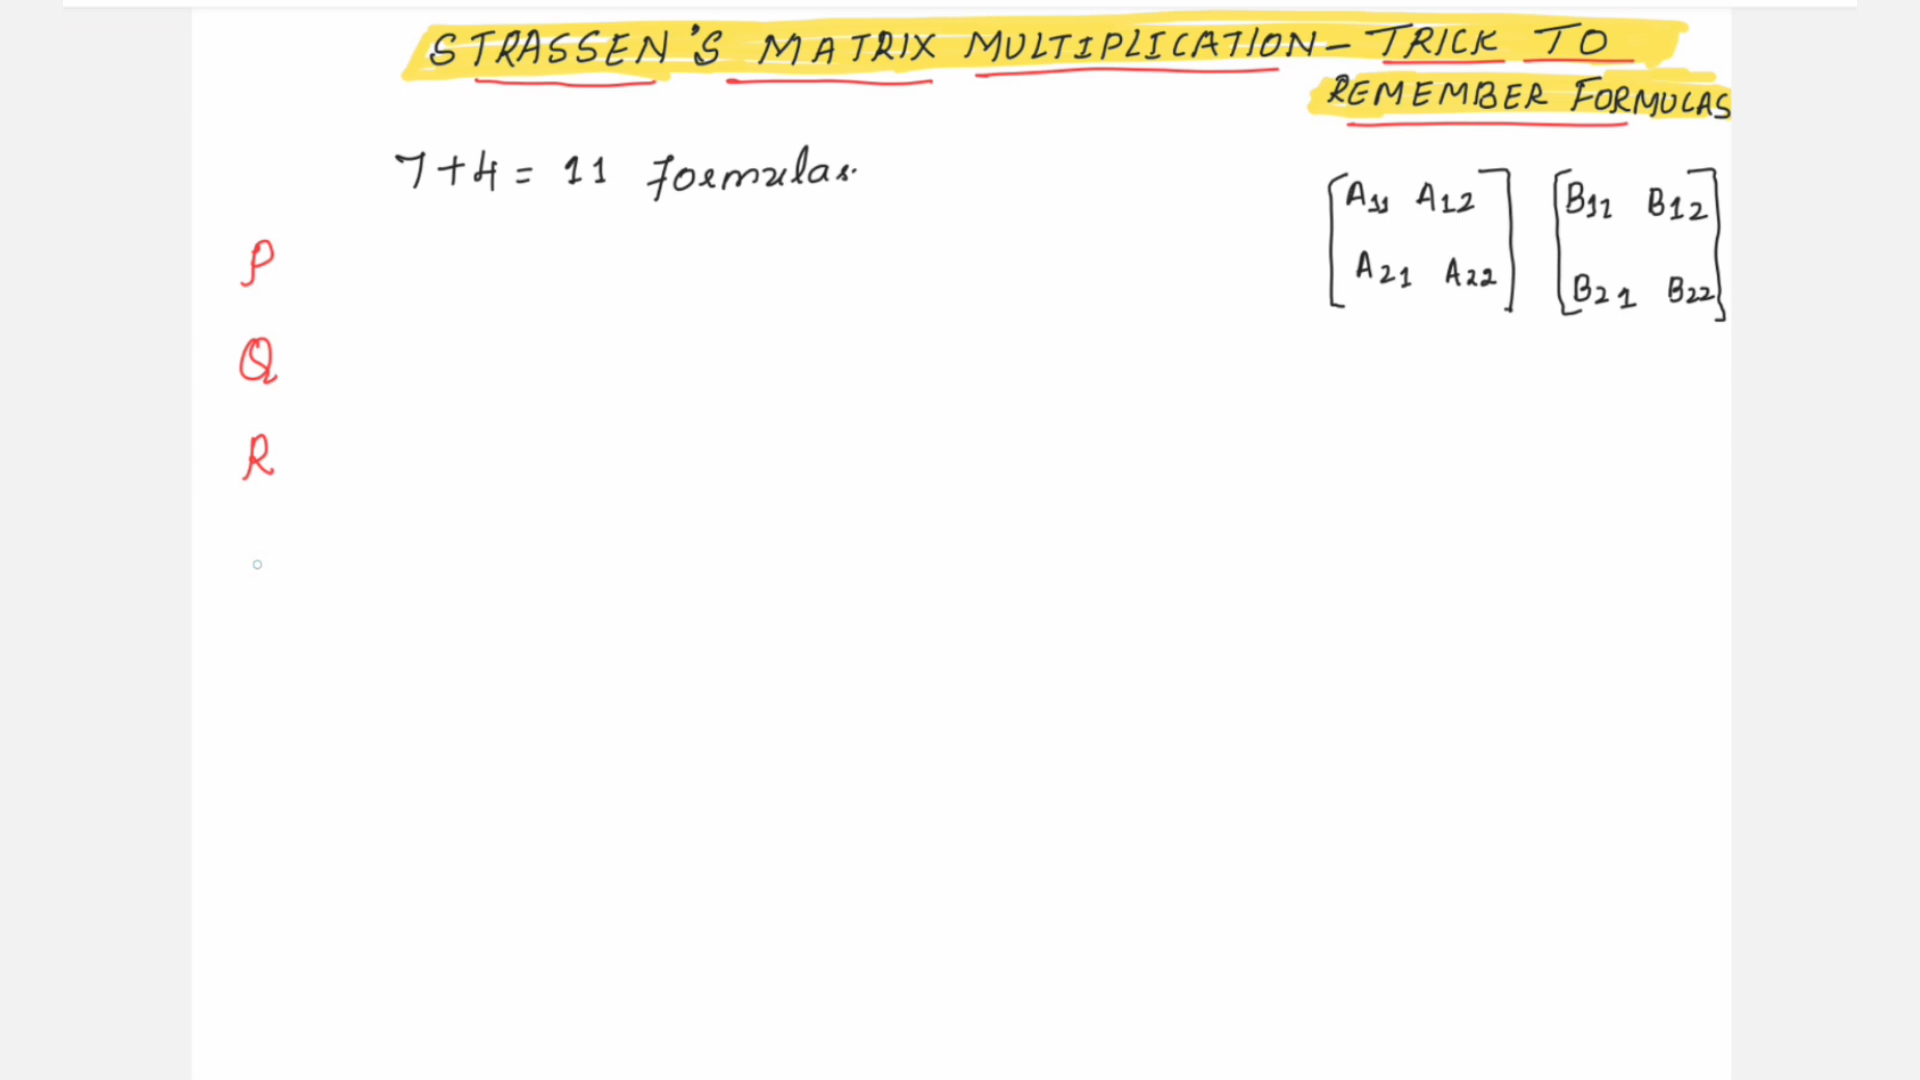 STRASSEN'S MATRIX MULTIPLICATION - TRICK TO
REMEMBER FORMULAS
7+4 = 11 formulas.
A11 A12 B11 B12
A21 A22 B21 B22
P
Q
R